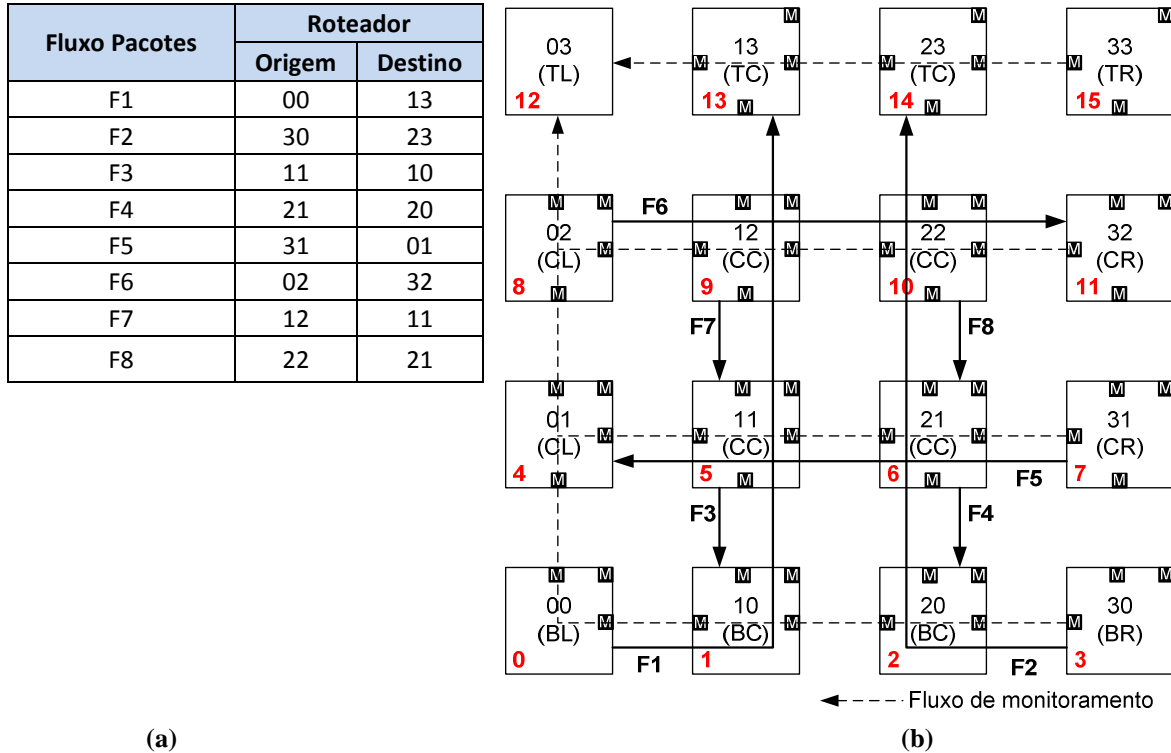 Fluxo Pacotes Roteador
Origem Destino
F1 00 13
F2 30 23
F3 11 10
F4 21 20
F5 31 01
F6 02 32
F7 12 11
F8 22 21
(a)
M M M
03 13 23 33
(TL) M (TC) M M (TC) M M (TR)
12 13 M 14 M 15
M M F6 M M M M M M
02 12 22 32
(CL) M M (CC) M M (CC) M M (CR)
8 M 9 M 10 M 11
F7 F8
M M M M M M M M
01 11 21 31
(CL) M M (CC) M M (CC) M M (CR)
4 M 5 M 6 M F5 7
F3 F4
M M M M M M M
00 10 20 30
(BL) M M (BC) M M (BC) M M (BR)
0 F1 1 2 F2 3
Fluxo de monitoramento
(b)